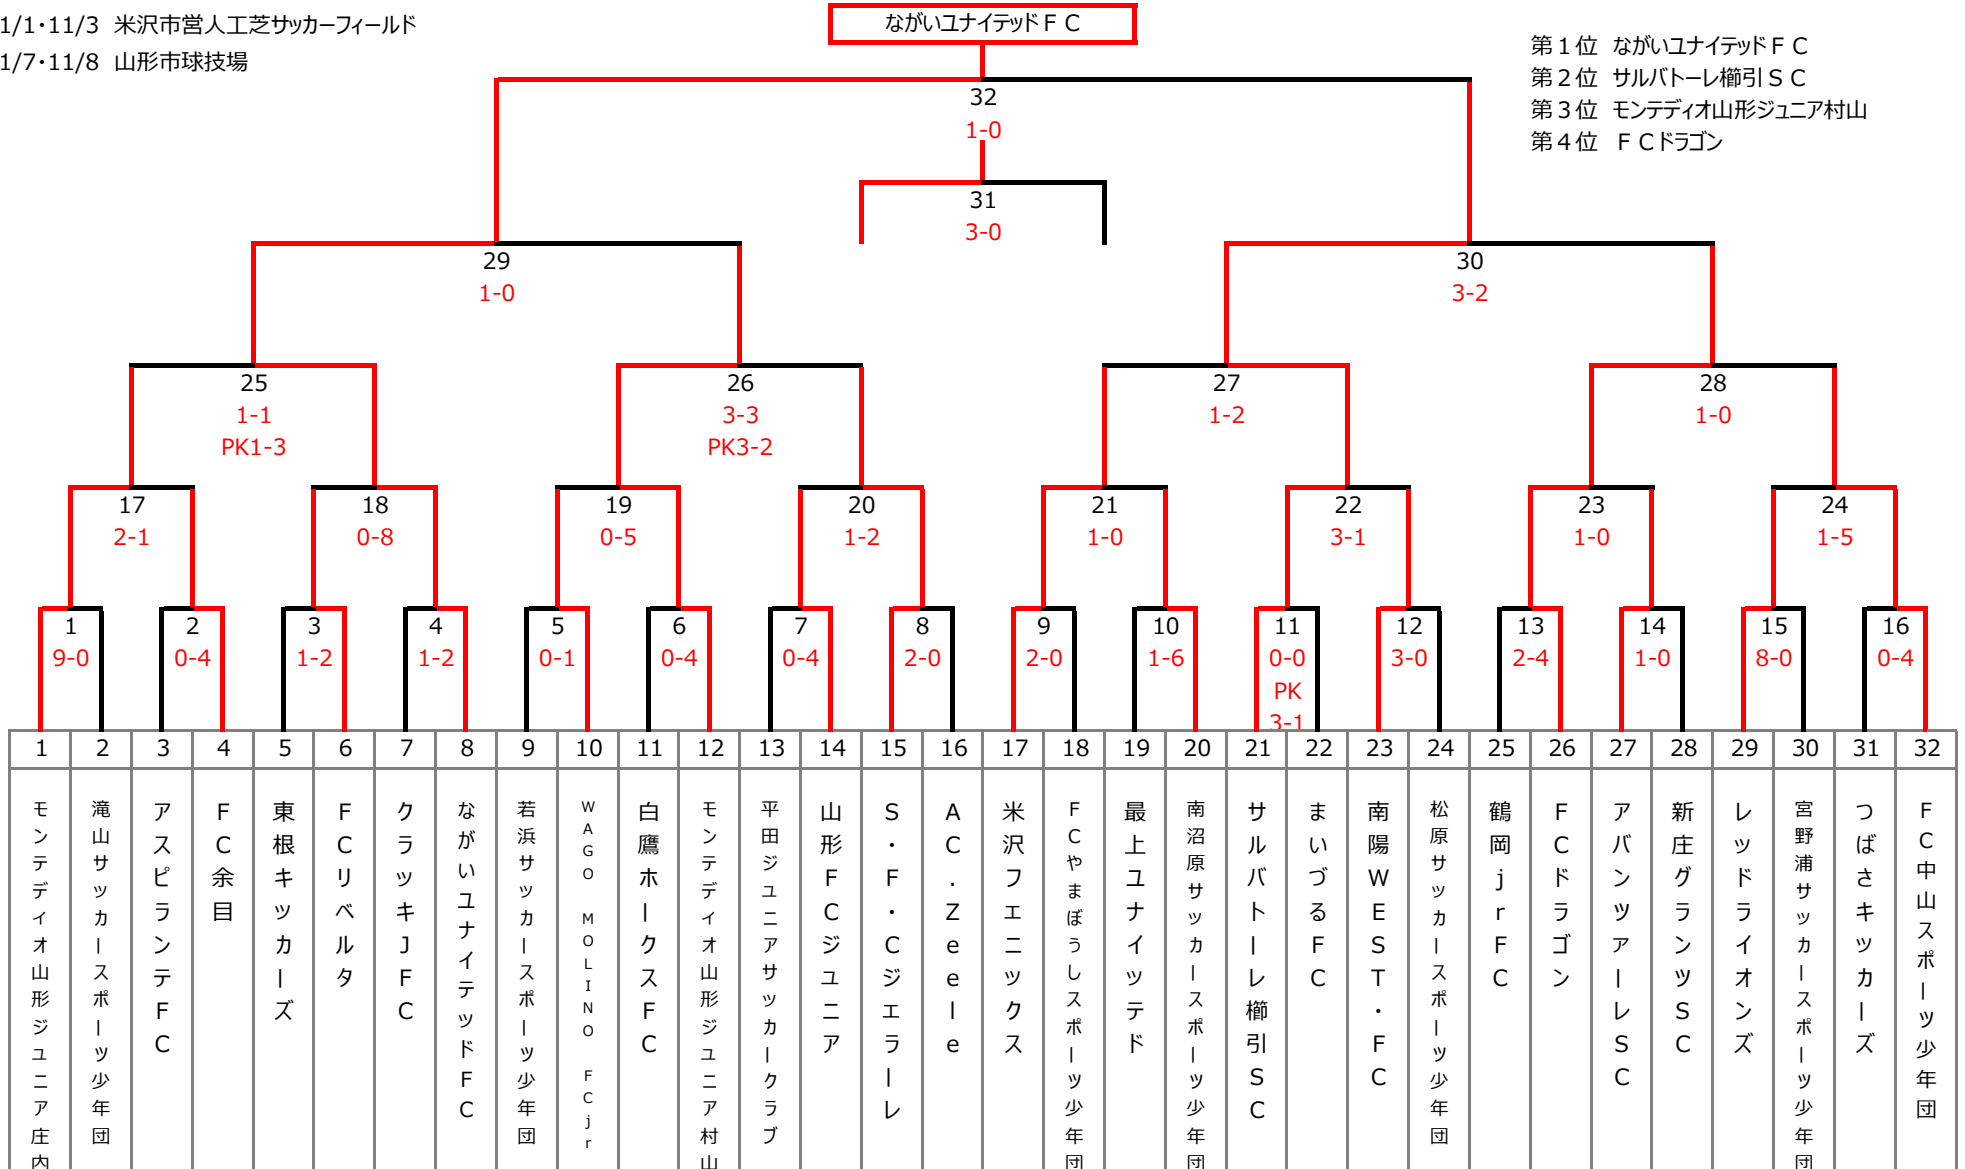 1/1･11/3 米沢市営人工芝サッカーフィールド
1/7･11/8 山形市球技場
ながいユナイテッドＦＣ
第１位 ながいユナイテッドＦＣ
第２位 サルバトーレ櫛引ＳＣ
第３位 モンテディオ山形ジュニア村山
第４位 ＦＣドラゴン
32
1-0
31
3-0
29
1-0
30
3-2
25
1-1
PK1-3
26
3-3
PK3-2
27
1-2
28
1-0
17
2-1
18
0-8
19
0-5
20
1-2
21
1-0
22
3-1
23
1-0
24
1-5
1
9-0
2
0-4
3
1-2
4
1-2
5
0-1
6
0-4
7
0-4
8
2-0
9
2-0
10
1-6
11
0-0
PK
3-1
12
3-0
13
2-4
14
1-0
15
8-0
16
0-4
1 2 3 4 5 6 7 8 9 10 11 12 13 14 15 16 17 18 19 20 21 22 23 24 25 26 27 28 29 30 31 32
モンテディオ山形ジュニア庄内
滝山サッカースポーツ少年団
アスピランテFC
FC余目
東根キッカーズ
FCリベルタ
クラッキJFC
ながいユナイテッドFC
若浜サッカースポーツ少年団
WAGO MOLINO FCjr
白鷹ホークスFC
モンテディオ山形ジュニア村山
平田ジュニアサッカークラブ
山形FCジュニア
S・F・Cジェラーレ
AC.Zeele
米沢フェニックス
FCやまぼうしスポーツ少年団
最上ユナイッテド
南沼原サッカースポーツ少年団
サルバトーレ櫛引SC
まいづるFC
南陽WEST・FC
松原サッカースポーツ少年団
鶴岡jrFC
FCドラゴン
アバンツァーレSC
新庄グランツSC
レッドライオンズ
宮野浦サッカースポーツ少年団
つばさキッカーズ
FC中山スポーツ少年団